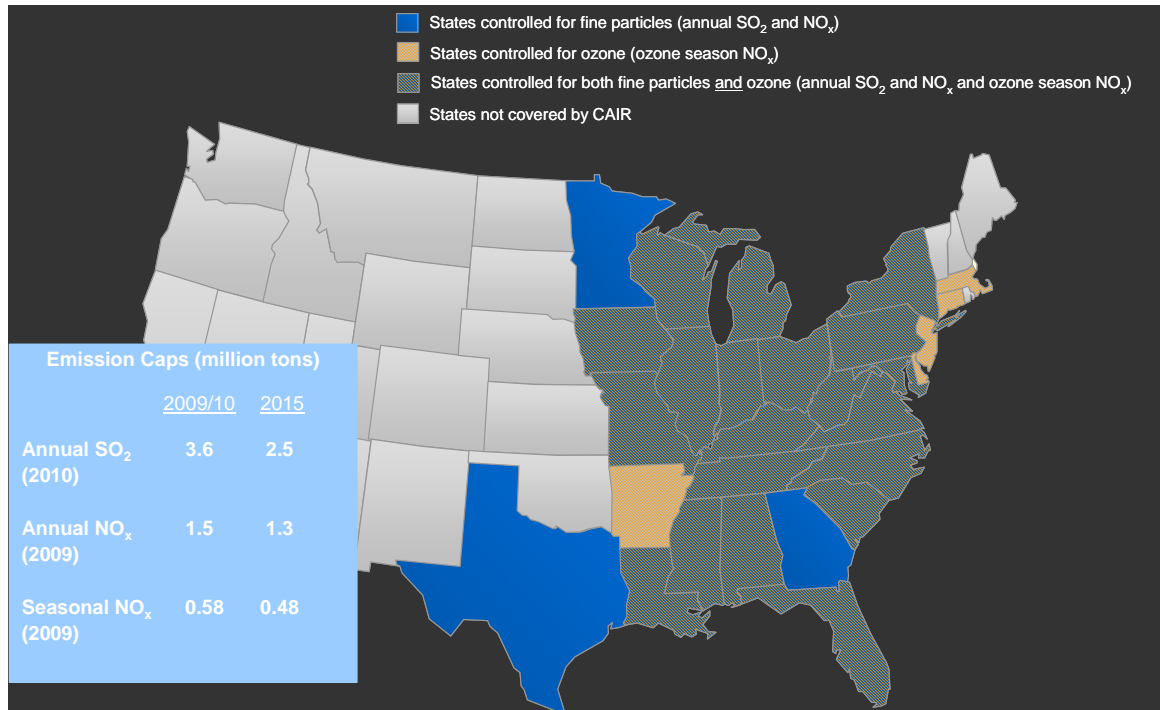 States controlled for fine particles (annual SO₂ and NOₓ)
States controlled for ozone (ozone season NOₓ)
States controlled for both fine particles and ozone (annual SO₂ and NOₓ and ozone season NOₓ)
States not covered by CAIR
Emission Caps (million tons)
2009/10 2015
Annual SO₂ 3.6 2.5
(2010)
Annual NOₓ 1.5 1.3
(2009)
Seasonal NOₓ 0.58 0.48
(2009)